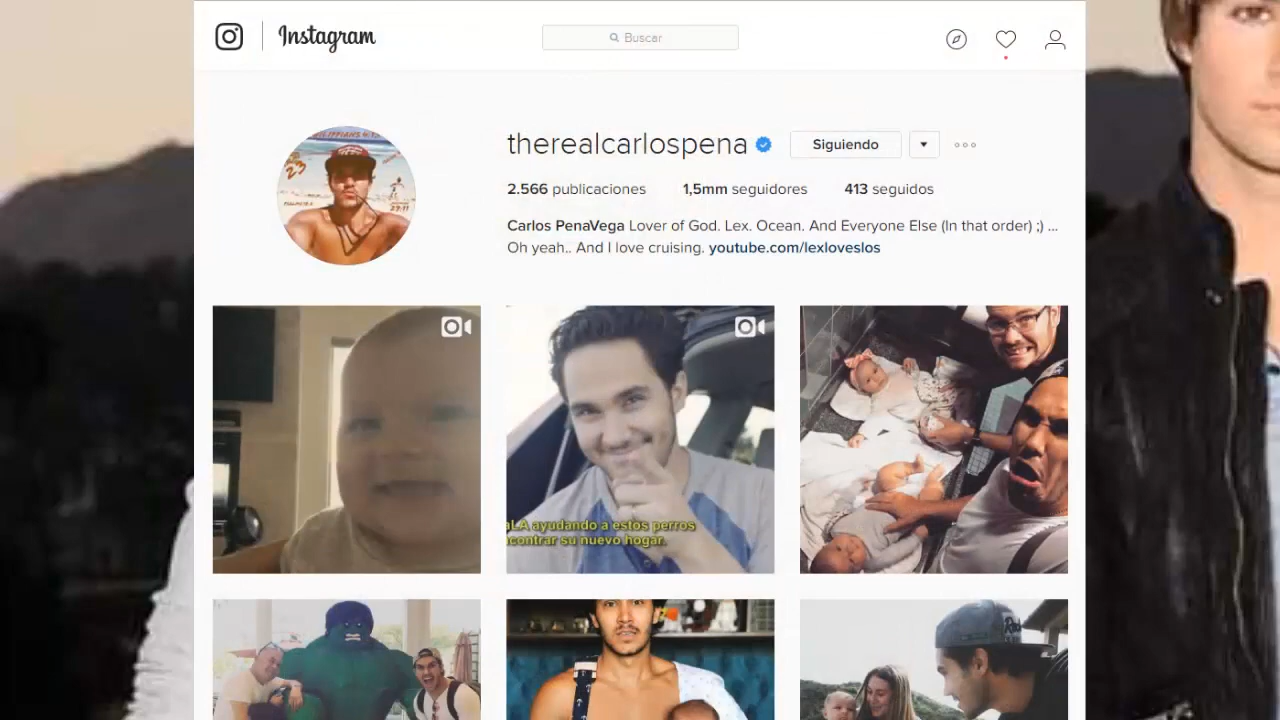 Instagram
Buscar
therealcarlospena
Siguiendo
2.566 publicaciones
1,5mm seguidores
413 seguidos
Carlos PenaVega Lover of God. Lex. Ocean. And Everyone Else (In that order) ;) ...
Oh yeah.. And I love cruising. youtube.com/lexloveslos
aLA ayudando a estos perros
contrar su nuevo hogar.